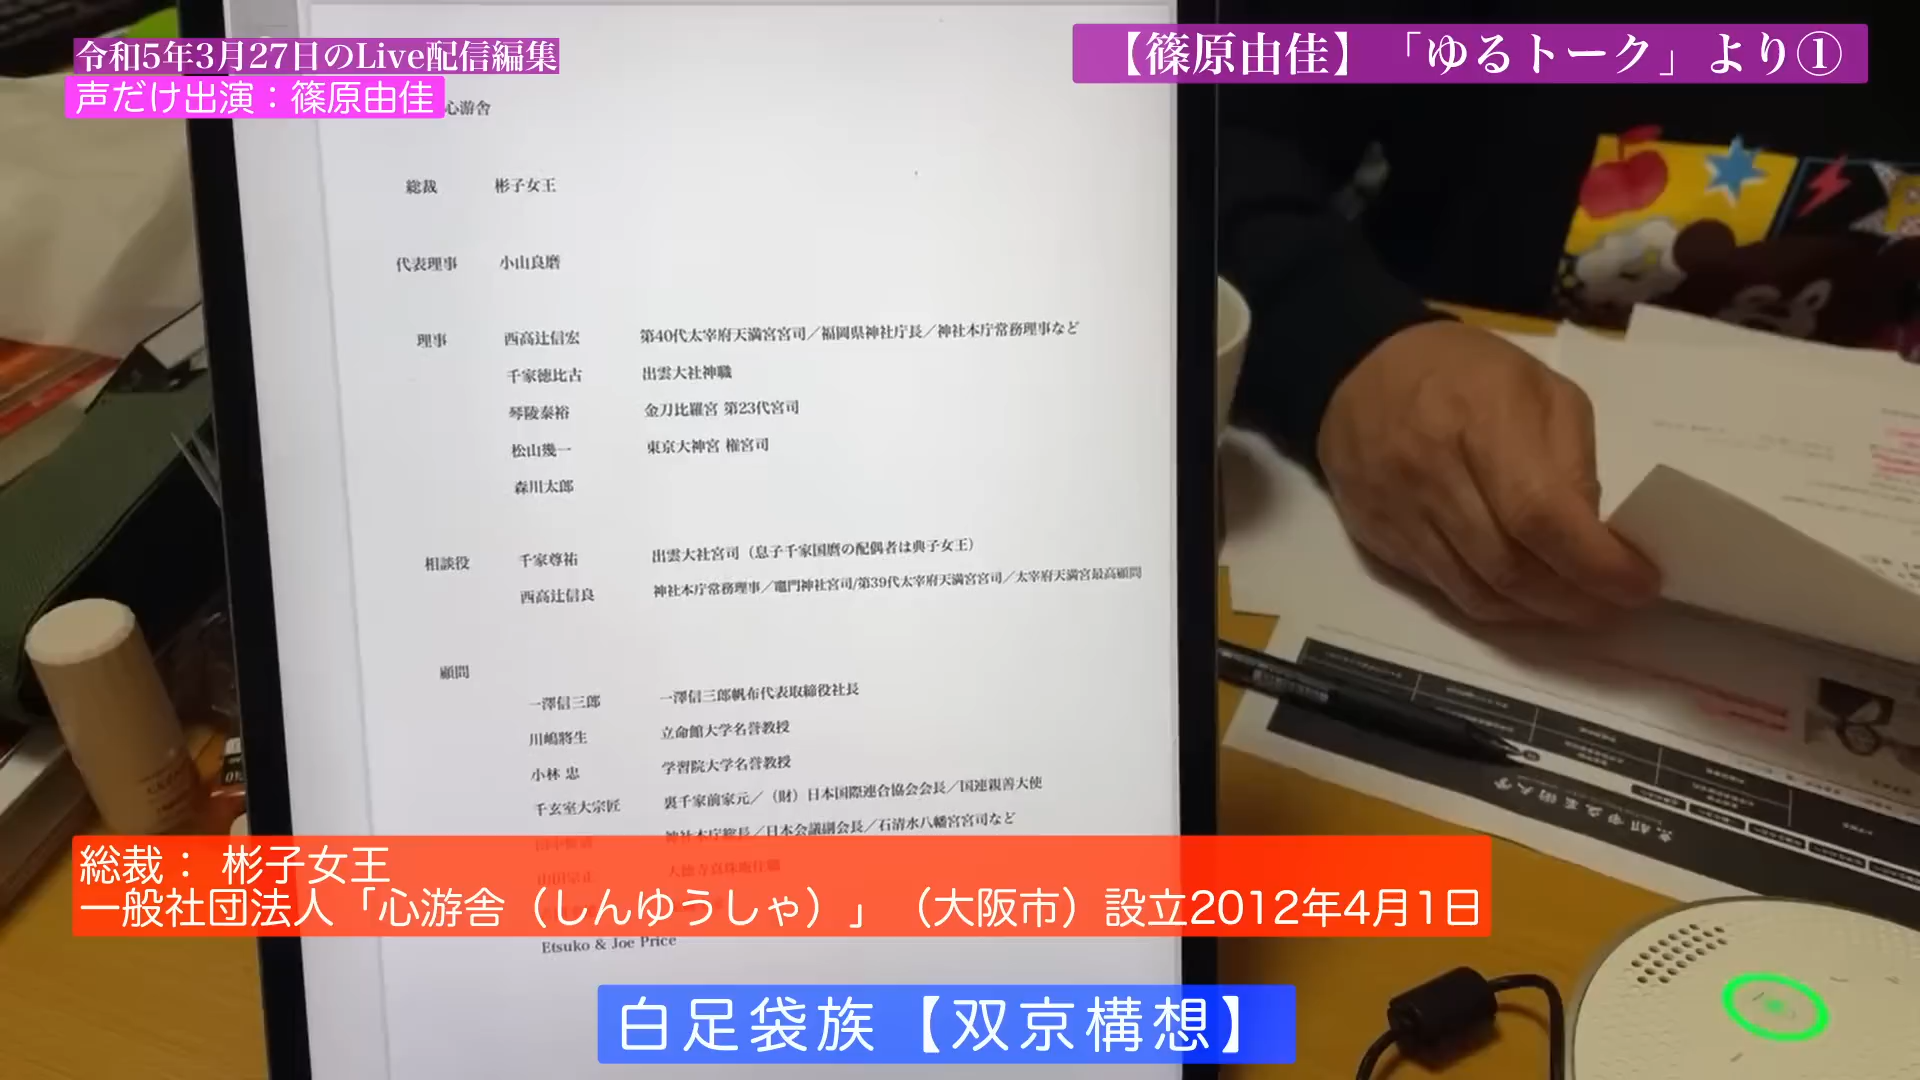 令和5年3月27日のLive配信編集
声だけ出演：篠原由佳
【篠原由佳】「ゆるトーク」より①
心游舎
総裁 彬子女王
代表理事 小山良磨
理事 西高辻信宏 第40代太宰府天満宮宮司／福岡県神社庁長／神社本庁常務理事など
千家徳比古 出雲大社神職
琴陵泰裕 金刀比羅宮 第23代宮司
松山幾一 東京大神宮 権宮司
森川太郎
相談役 千家尊祐 出雲大社宮司（息子千家国麿の配偶者は典子女王）
西高辻信良 神社本庁常務理事／竈門神社宮司/第39代太宰府天満宮宮司／太宰府天満宮最高顧問
顧問
一澤信三郎 一澤信三郎帆布代表取締役社長
川嶋將生 立命館大学名誉教授
小林 忠 学習院大学名誉教授
千玄室大宗匠 裏千家前家元／（財）日本国際連合協会会長／国連親善大使
神社本庁総長／日本会議副会長／石清水八幡宮宮司など
総裁： 彬子女王
一般社団法人「心游舎（しんゆうしゃ）」（大阪市）設立2012年4月1日
Etsuko & Joe Price
白足袋族【双京構想】
京都市立芸術大学